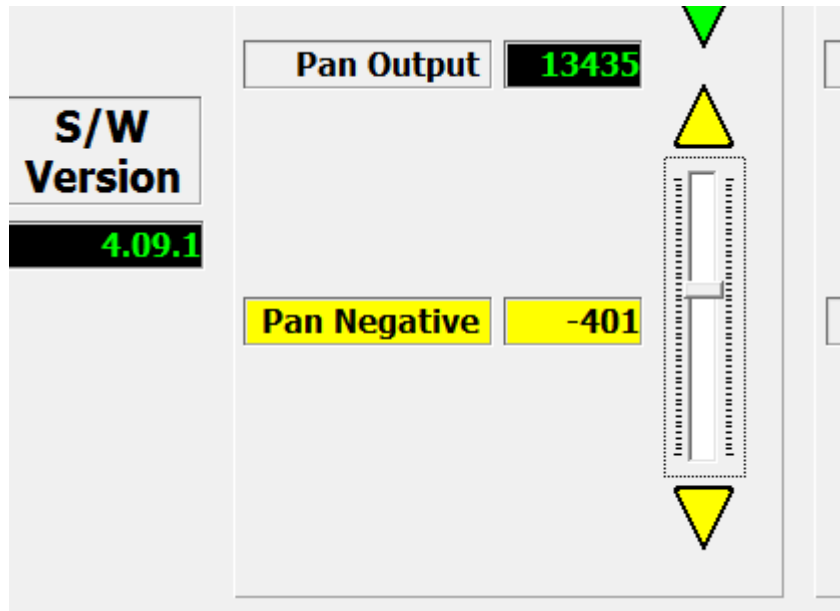 Pan Output 13435
S/W
Version
4.09.1
Pan Negative -401